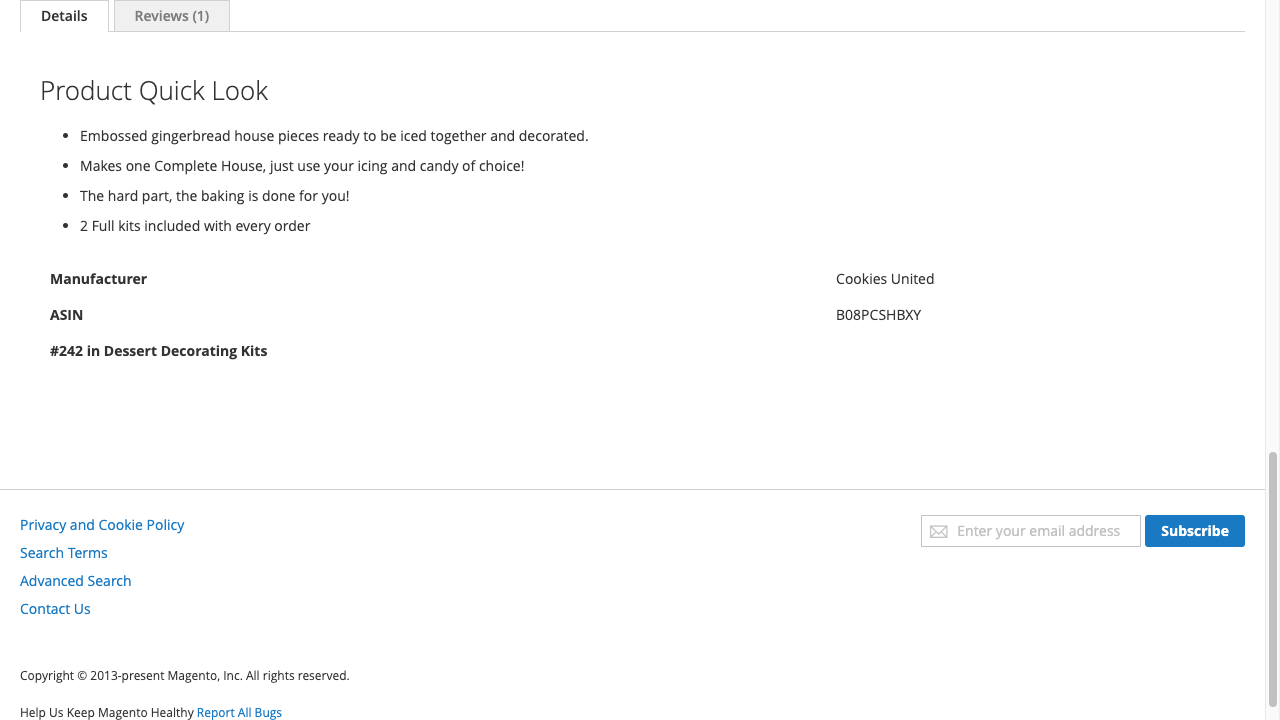 Details
Reviews (1)
Product Quick Look
Embossed gingerbread house pieces ready to be iced together and decorated.
Makes one Complete House, just use your icing and candy of choice!
The hard part, the baking is done for you!
2 Full kits included with every order
Manufacturer Cookies United
ASIN B08PCSHBXY
#242 in Dessert Decorating Kits
Privacy and Cookie Policy
Search Terms
Advanced Search
Contact Us
Enter your email address
Subscribe
Copyright © 2013-present Magento, Inc. All rights reserved.
Help Us Keep Magento Healthy Report All Bugs